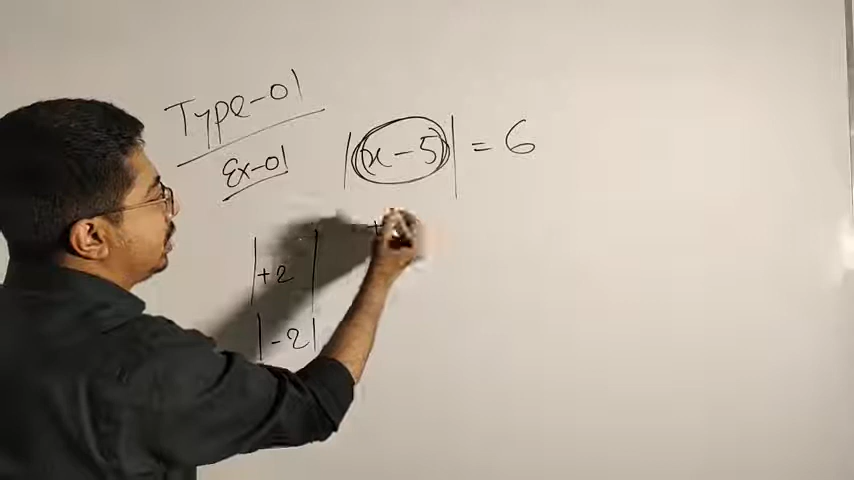 Type-01
Ex-01
|(x-5)| = 6
|+2|
|-2|
+